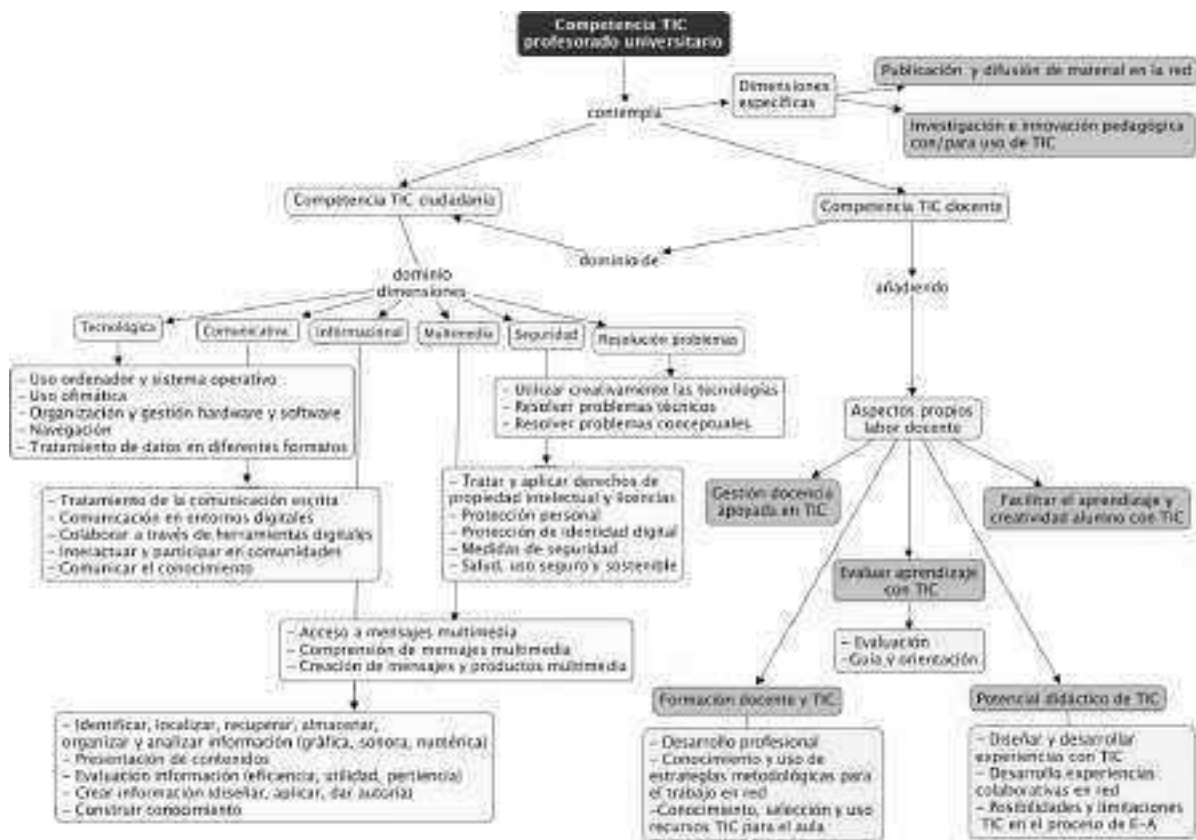 Competencia TIC
profesorado universitario
contempla
Dimensiones
específicas
Publicación y difusión de material en la red
Investigación e innovación pedagógica
con/para uso de TIC
Competencia TIC ciudadanía
Competencia TIC docente
dominio de
dominio
dimensiones
añadiendo
Tecnológica
Comunicativa
Informacional
Multimedia
Seguridad
Resolución problemas
- Uso ordenador y sistema operativo
- Uso ofimática
- Organización y gestión hardware y software
- Navegación
- Tratamiento de datos en diferentes formatos
- Utilizar creativamente las tecnologías
- Resolver problemas técnicos
- Resolver problemas conceptuales
Aspectos propios
labor docente
- Tratamiento de la comunicación escrita
- Comunicación en entornos digitales
- Colaborar a través de herramientas digitales
- Interactuar y participar en comunidades
- Comunicar el conocimiento
- Tratar y aplicar derechos de
propiedad intelectual y licencias
- Protección personal
- Protección de identidad digital
- Medidas de seguridad
- Salud, uso seguro y sostenible
Gestión docencia
apoyada en TIC
Facilitar el aprendizaje y
creatividad alumno con TIC
Evaluar aprendizaje
con TIC
- Evaluación
-Guía y orientación
- Acceso a mensajes multimedia
- Comprensión de mensajes multimedia
- Creación de mensajes y productos multimedia
Formación docente y TIC
Potencial didáctico de TIC
- Identificar, localizar, recuperar, almacenar,
organizar y analizar información (gráfica, sonora, numérica)
- Presentación de contenidos
- Evaluación información (eficiencia, utilidad, pertiencia)
- Crear información (diseñar, aplicar, dar autoría)
- Construir conocimiento
- Desarrollo profesional
- Conocimiento y uso de
estrategias metodológicas para
el trabajo en red
-Conocimiento, selección y uso
recursos TIC para el aula
- Diseñar y desarrollar
experiencias con TIC
- Desarrollo experiencias
colaborativas en red
- Posibilidades y limitaciones
TIC en el proceso de E-A